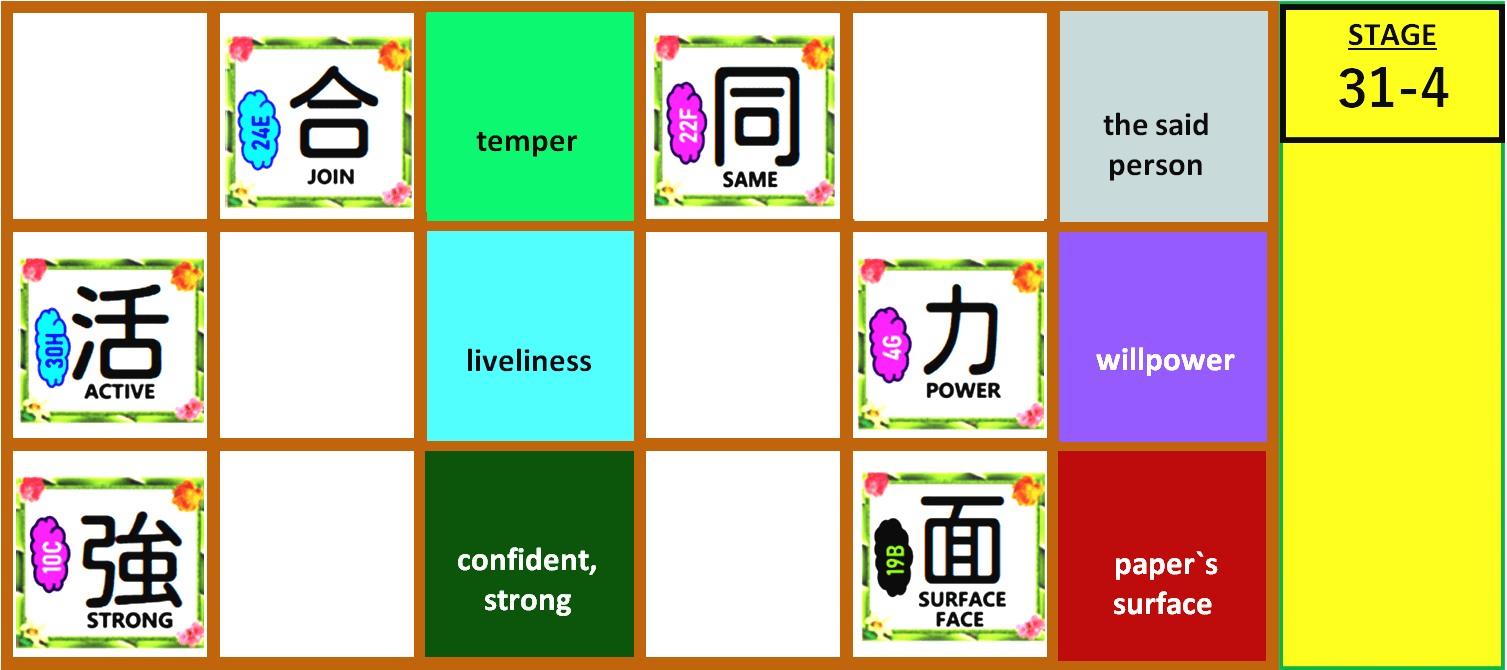 24E
合
JOIN
temper
22F
同
SAME
the said
person
STAGE
31-4
30H
活
ACTIVE
liveliness
4G
力
POWER
willpower
10C
強
STRONG
confident,
strong
19B
面
SURFACE
FACE
paper`s
surface